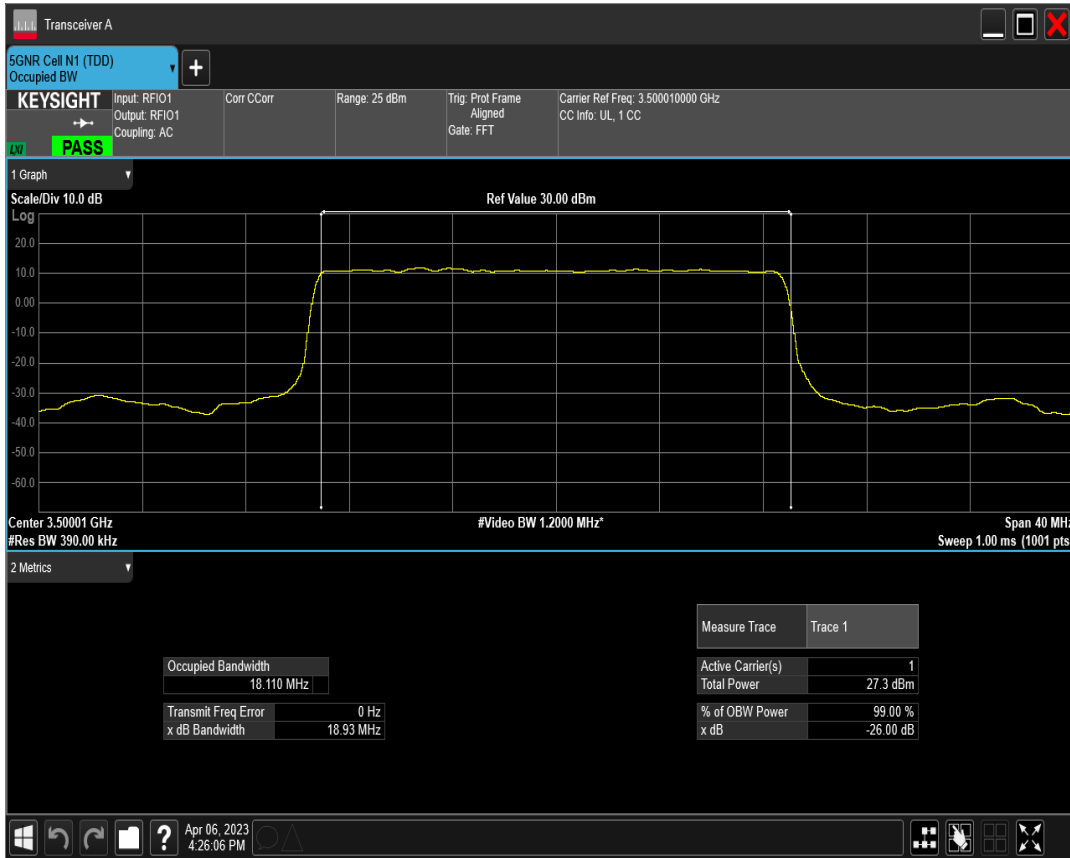 Transceiver A
5GNR Cell N1 (TDD)
Occupied BW
+
KEYSIGHT
LXI
PASS
Input: RFIO1
Output: RFIO1
Coupling: AC
Corr CCorr
Range: 25 dBm
Trig: Prot Frame
Aligned
Gate: FFT
Carrier Ref Freq: 3.500010000 GHz
CC Info: UL, 1 CC
1 Graph
Scale/Div 10.0 dB
Ref Value 30.00 dBm
Log
20.0
10.0
0.00
-10.0
-20.0
-30.0
-40.0
-50.0
-60.0
Center 3.50001 GHz
#Video BW 1.2000 MHz*
Span 40 MHz
#Res BW 390.00 kHz
Sweep 1.00 ms (1001 pts
2 Metrics
Measure Trace Trace 1
Occupied Bandwidth
18.110 MHz
Transmit Freq Error 0 Hz
x dB Bandwidth 18.93 MHz
Active Carrier(s) 1
Total Power 27.3 dBm
% of OBW Power 99.00 %
x dB -26.00 dB
?
Apr 06, 2023
4:26:06 PM